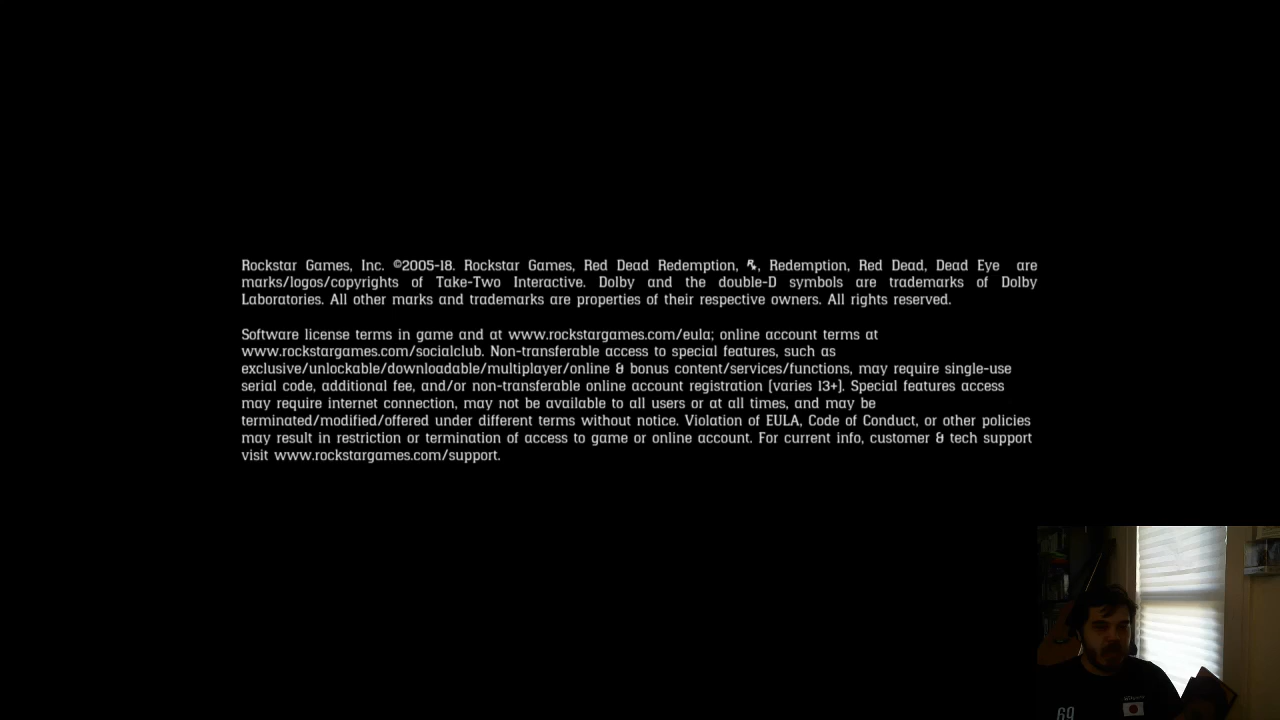 Rockstar Games, Inc. ©2005-18. Rockstar Games, Red Dead Redemption, R*, Redemption, Red Dead, Dead Eye are
marks/logos/copyrights of Take-Two Interactive. Dolby and the double-D symbols are trademarks of Dolby
Laboratories. All other marks and trademarks are properties of their respective owners. All rights reserved.
Software license terms in game and at www.rockstargames.com/eula; online account terms at
www.rockstargames.com/socialclub. Non-transferable access to special features, such as
exclusive/unlockable/downloadable/multiplayer/online & bonus content/services/functions, may require single-use
serial code, additional fee, and/or non-transferable online account registration (varies 13+). Special features access
may require internet connection, may not be available to all users or at all times, and may be
terminated/modified/offered under different terms without notice. Violation of EULA, Code of Conduct, or other policies
may result in restriction or termination of access to game or online account. For current info, customer & tech support
visit www.rockstargames.com/support.
69